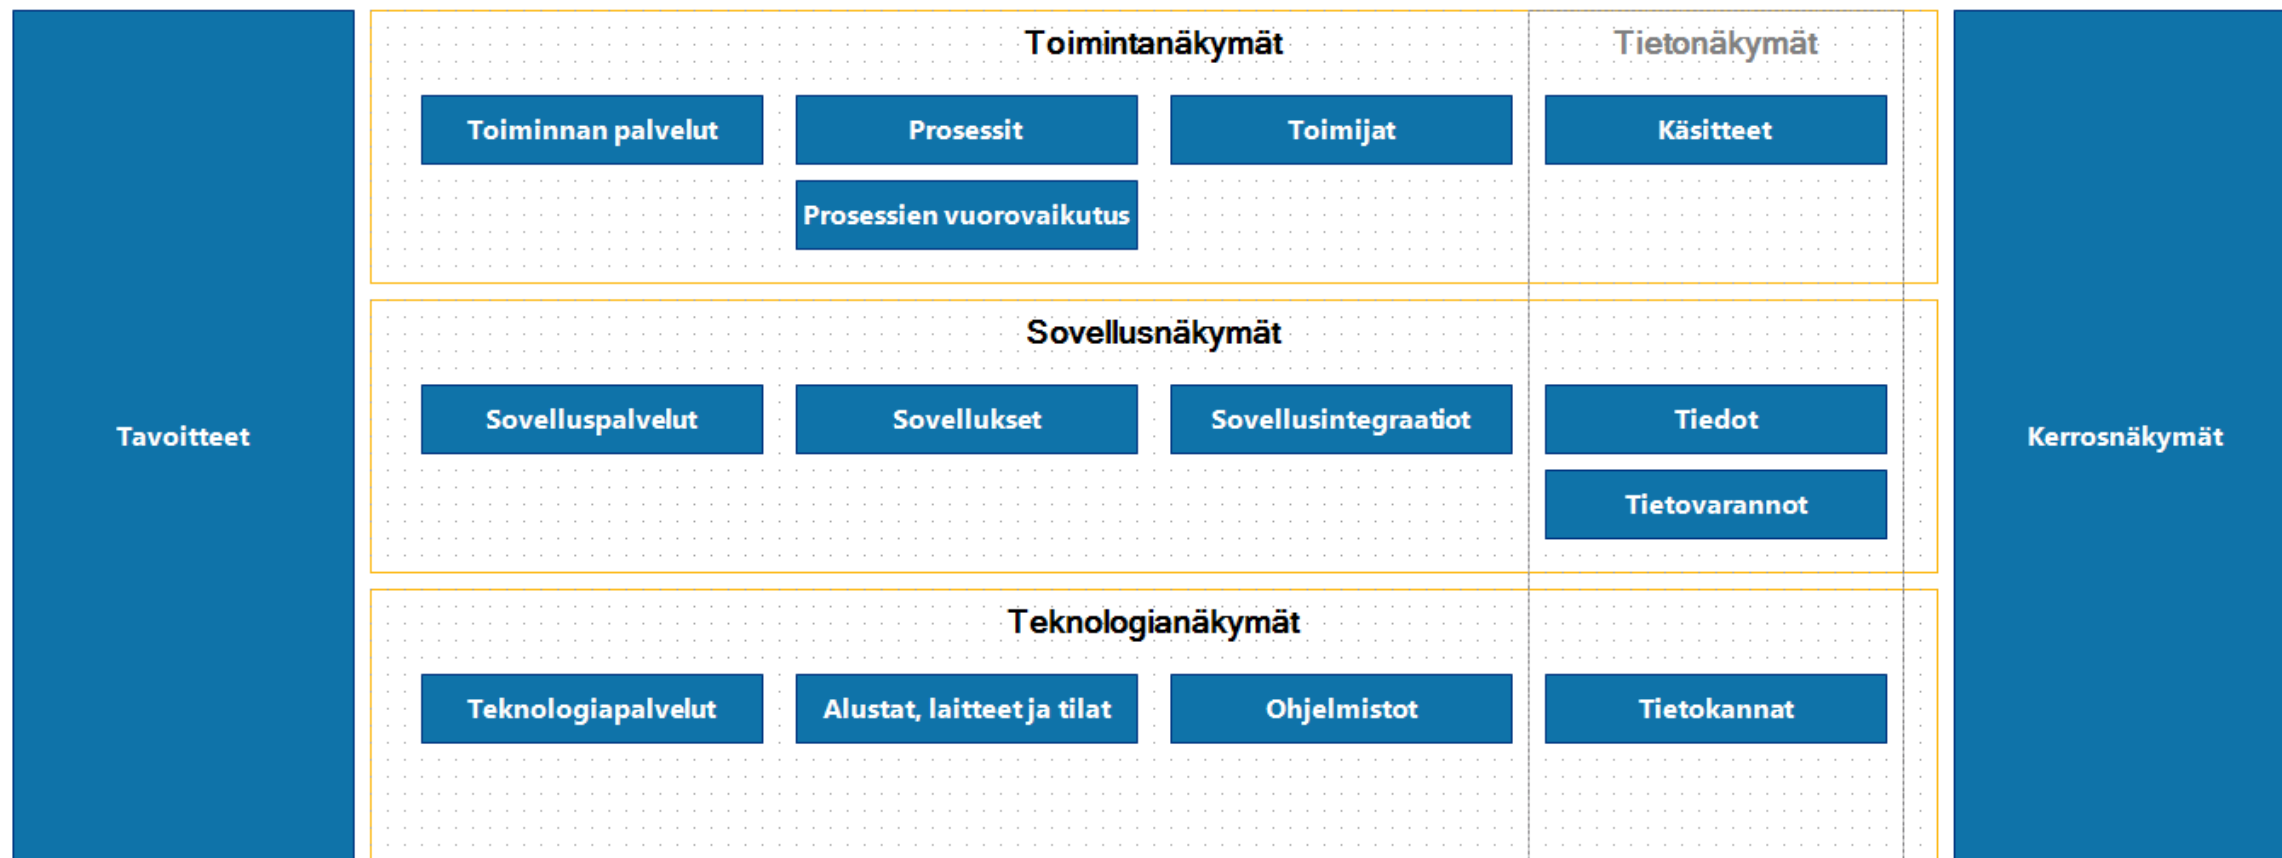 Tavoitteet
Toimintanäkymät
Tietonäkymät
Toiminnan palvelut
Prosessit
Toimijat
Käsitteet
Prosessien vuorovaikutus
Sovellusnäkymät
Sovelluspalvelut
Sovellukset
Sovellusintegraatiot
Tiedot
Tietovarannot
Teknologianäkymät
Teknologiapalvelut
Alustat, laitteet ja tilat
Ohjelmistot
Tietokannat
Kerrosnäkymät